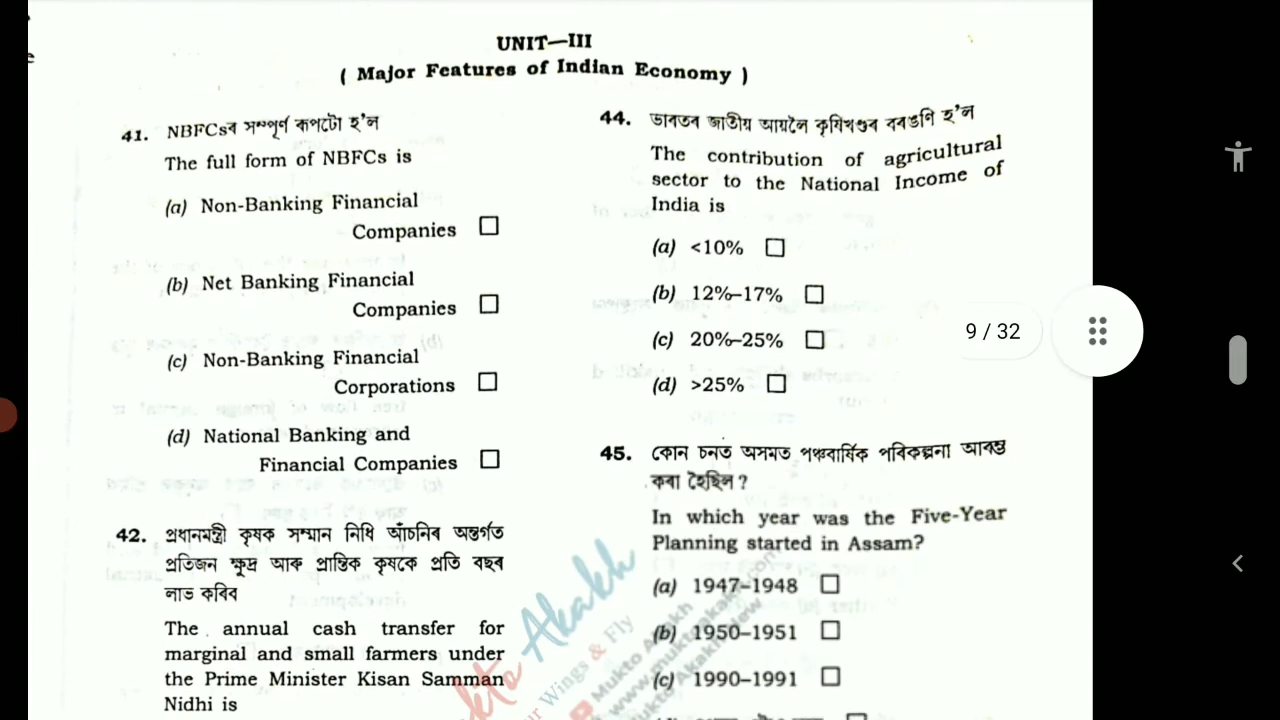 UNIT—III
( Major Features of Indian Economy )
41. NBFCsৰ সম্পূৰ্ণ ৰূপটো হ'ল
The full form of NBFCs is
(a) Non-Banking Financial
Companies
(b) Net Banking Financial
Companies
(c) Non-Banking Financial
Corporations
(d) National Banking and
Financial Companies
42. প্ৰধানমন্ত্ৰী কৃষক সম্মান নিধি আঁচনিৰ অন্তৰ্গত
প্ৰতিজন ক্ষুদ্ৰ আৰু প্ৰান্তিক কৃষকে প্ৰতি বছৰ
লাভ কৰিব
The annual cash transfer for
marginal and small farmers under
the Prime Minister Kisan Samman
Nidhi is
44. ভাৰতৰ জাতীয় আয়লৈ কৃষিখণ্ডৰ বৰঙণি হ'ল
The contribution of agricultural
sector to the National Income of
India is
(a) <10%
(b) 12%–17%
(c) 20%–25%
(d) >25%
45. কোন চনত অসমত পঞ্চবাৰ্ষিক পৰিকল্পনা আৰম্ভ
কৰা হৈছিল?
In which year was the Five-Year
Planning started in Assam?
(a) 1947–1948
(b) 1950–1951
(c) 1990–1991
9 / 32
Akakh
Wings & Fly
Mukto Akakh